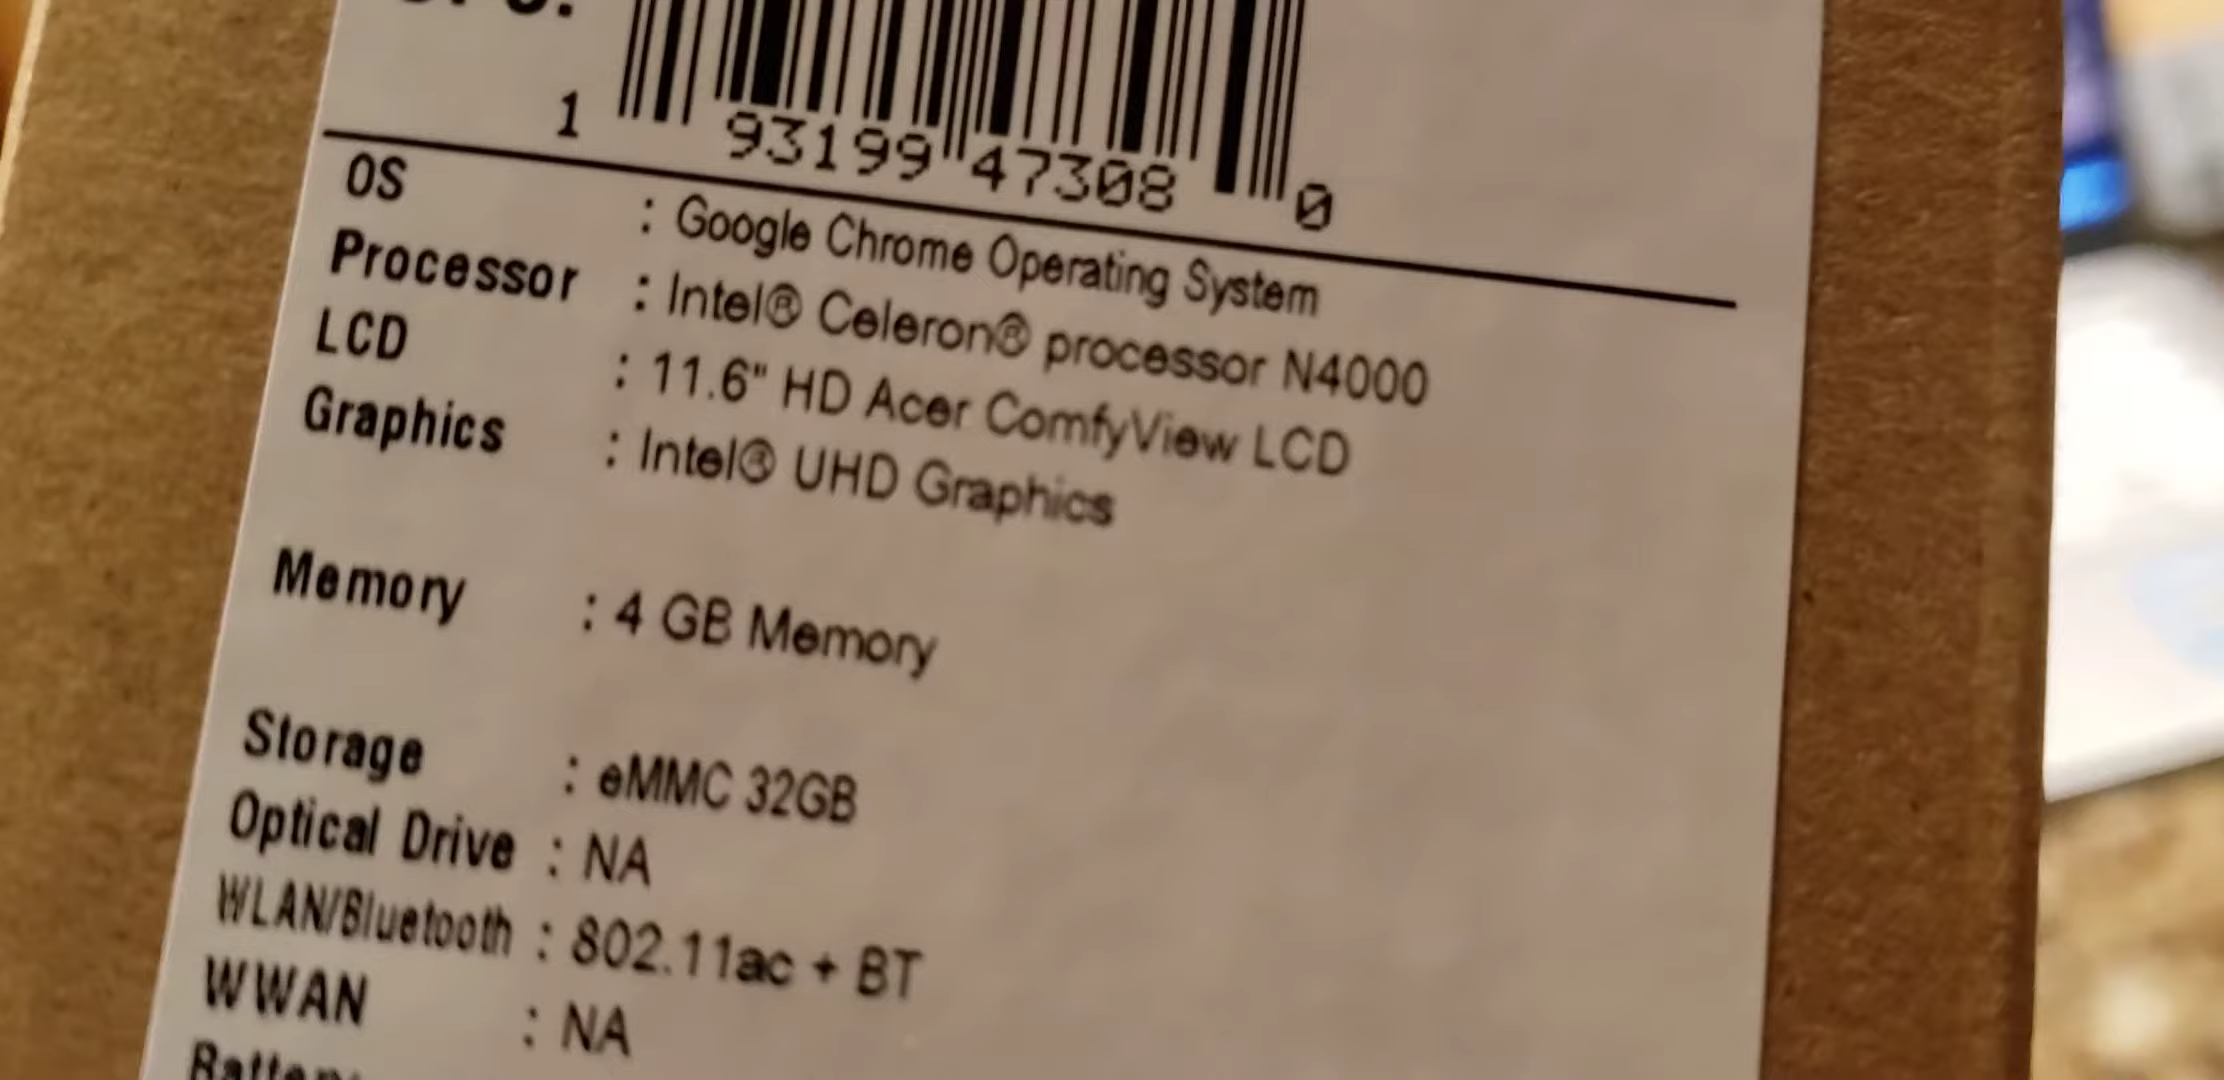 1 93199 47308 0
OS : Google Chrome Operating System
Processor : Intel® Celeron® processor N4000
LCD : 11.6" HD Acer ComfyView LCD
Graphics : Intel® UHD Graphics
Memory : 4 GB Memory
Storage : eMMC 32GB
Optical Drive : NA
WLAN/Bluetooth : 802.11ac + BT
WWAN : NA
Battery